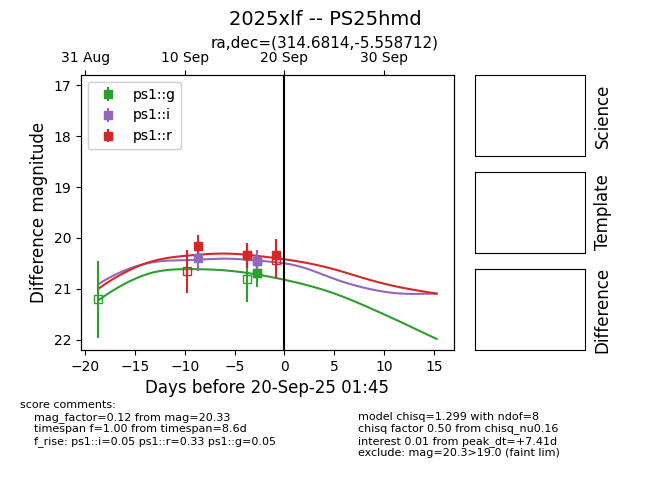 2025xlf -- PS25hmd
ra,dec=(314.6814,-5.558712)
31 Aug 10 Sep 20 Sep 30 Sep
ps1::g
ps1::i
ps1::r
17
18
19
20
21
22
Difference magnitude
−20 −15 −10 −5 0 5 10 15
Days before 20-Sep-25 01:45
Science
Template
Difference
score comments:
mag_factor=0.12 from mag=20.33
timespan f=1.00 from timespan=8.6d
f_rise: ps1::i=0.05 ps1::r=0.33 ps1::g=0.05
model chisq=1.299 with ndof=8
chisq factor 0.50 from chisq_nu0.16
interest 0.01 from peak_dt=+7.41d
exclude: mag=20.3>19.0 (faint lim)